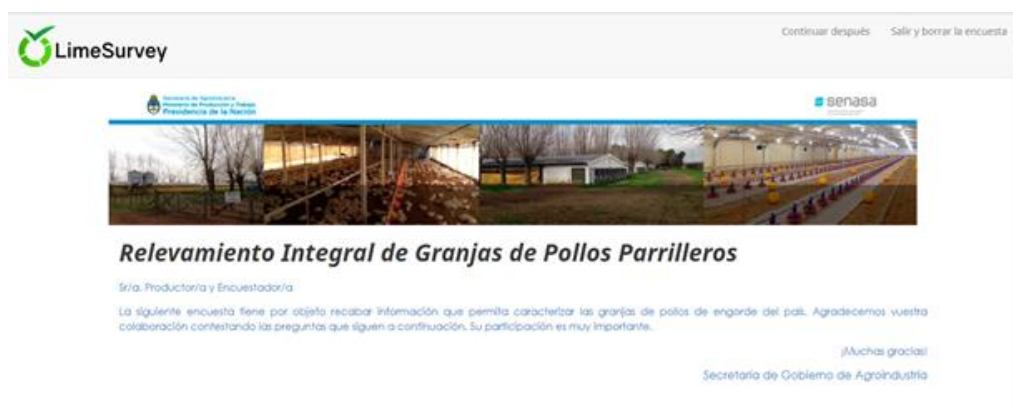 Continuar después Salir y borrar la encuesta
LimeSurvey
Presidencia de la Nación
senasa
Relevamiento Integral de Granjas de Pollos Parrilleros
Sr/a. Productor/a y Encuestador/a
La siguiente encuesta tiene por objeto recabar información que permita caracterizar las granjas de pollos de engorde del país. Agradecemos vuestra
colaboración contestando las preguntas que siguen a continuación. Su participación es muy importante.
¡Muchas gracias!
Secretaría de Gobierno de Agroindustria